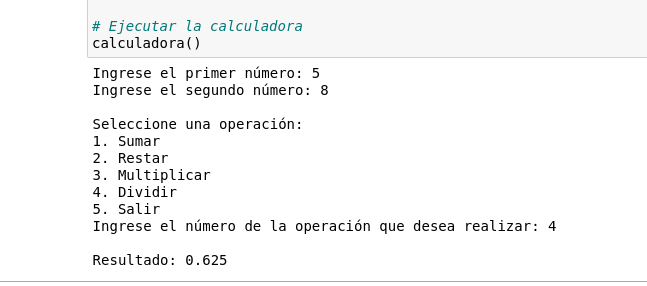 # Ejecutar la calculadora
calculadora()
Ingrese el primer número: 5
Ingrese el segundo número: 8
Seleccione una operación:
1. Sumar
2. Restar
3. Multiplicar
4. Dividir
5. Salir
Ingrese el número de la operación que desea realizar: 4
Resultado: 0.625